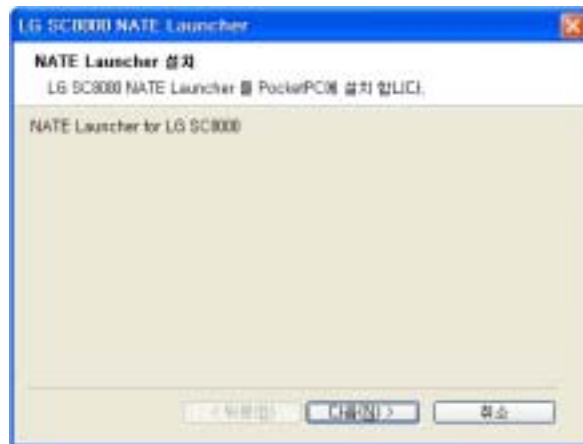 LG SC8000 NATE Launcher
NATE Launcher 설치
LG SC8000 NATE Launcher 를 PocketPC에 설치 합니다.
NATE Launcher for LG SC8000
< 뒤로(B)
다음(N) >
취소